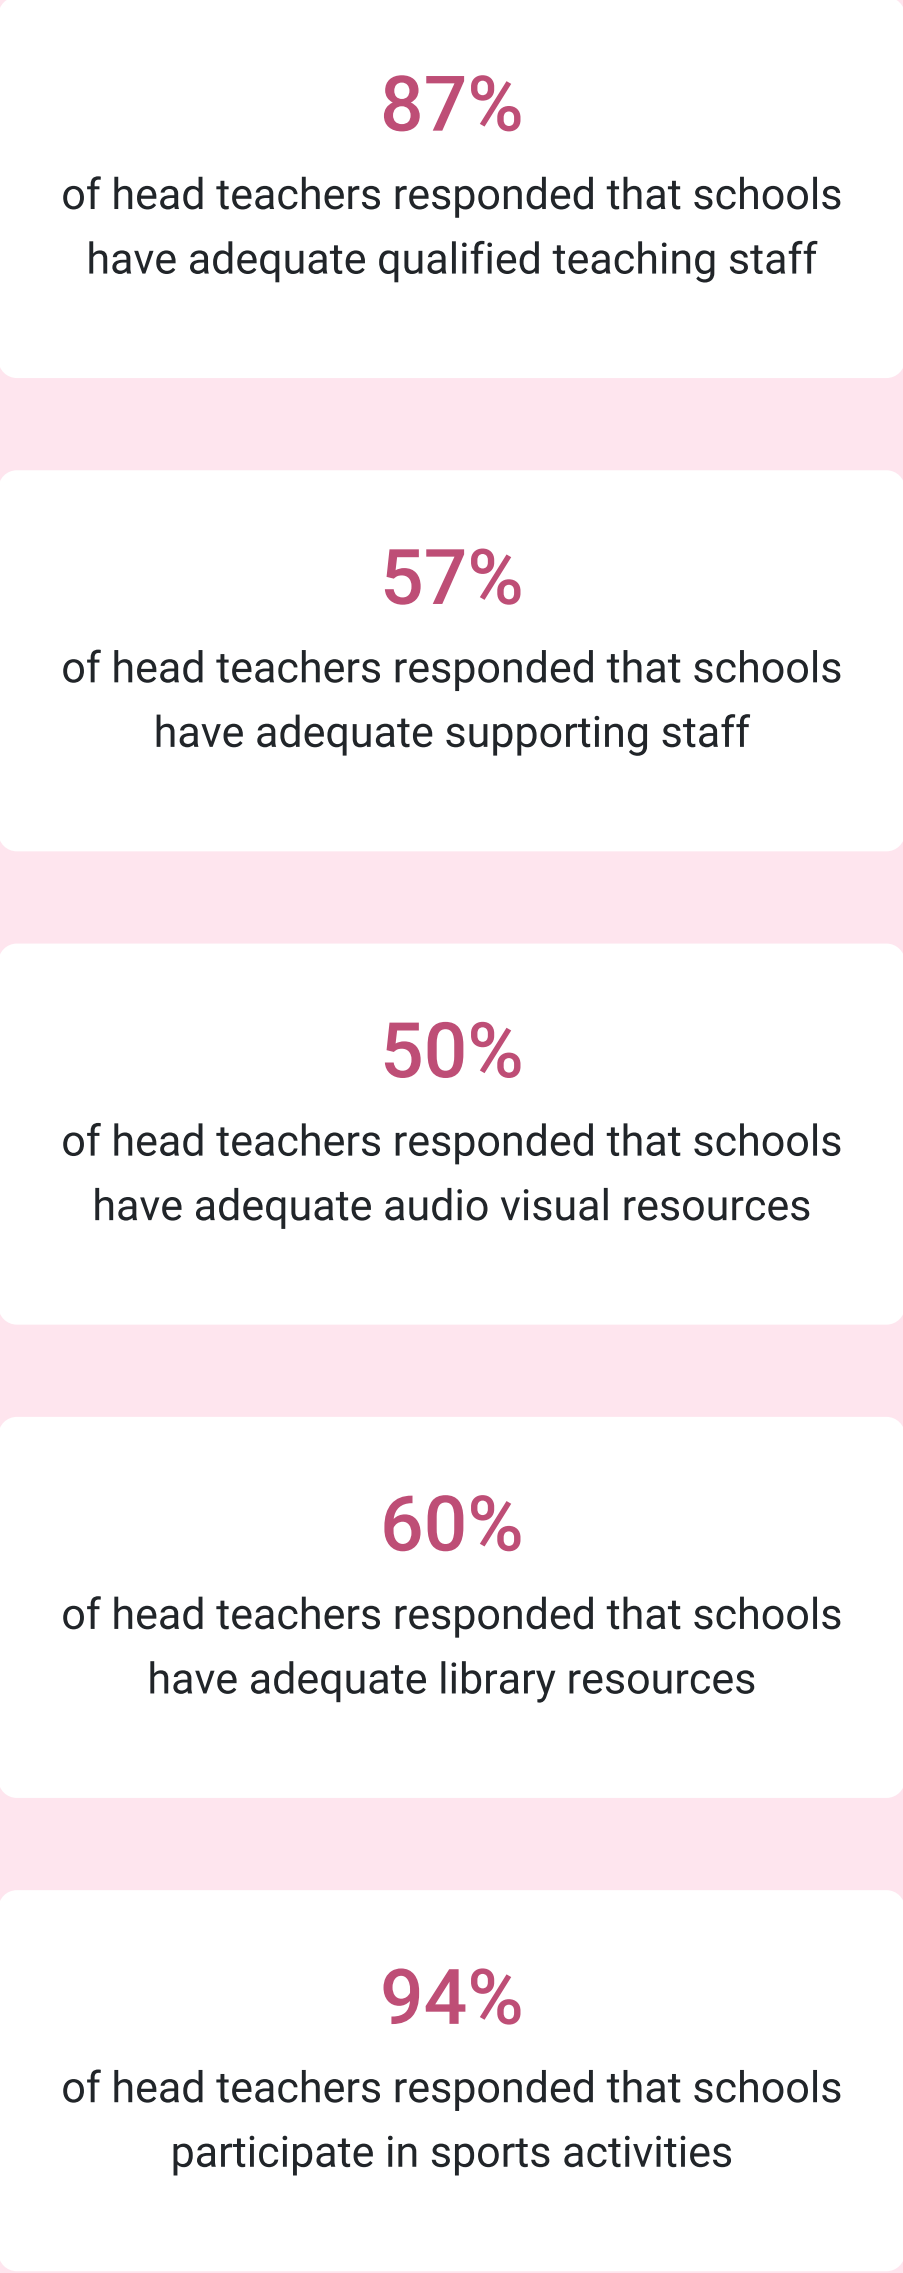 87%
of head teachers responded that schools
have adequate qualified teaching staff
57%
of head teachers responded that schools
have adequate supporting staff
50%
of head teachers responded that schools
have adequate audio visual resources
60%
of head teachers responded that schools
have adequate library resources
94%
of head teachers responded that schools
participate in sports activities